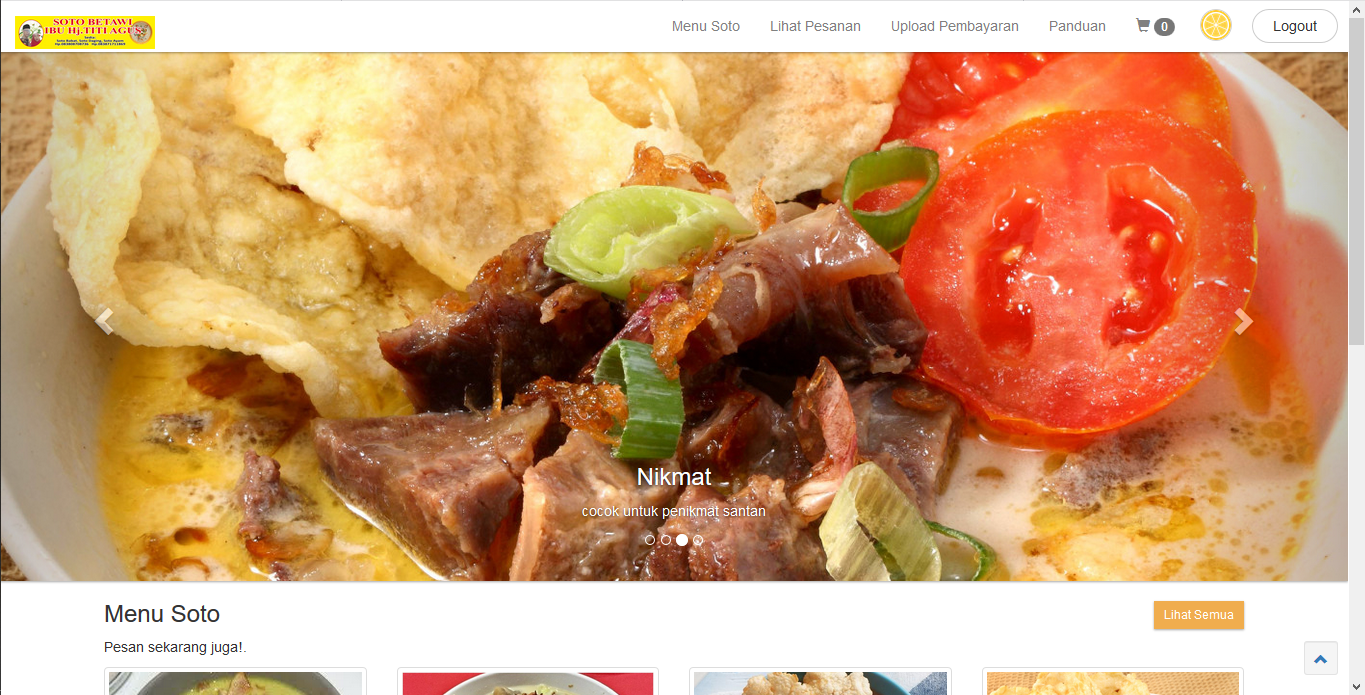 SOTO BETAWI
IBU Hj.TITI AGUS
Menu Soto
Lihat Pesanan
Upload Pembayaran
Panduan
0
Logout
Nikmat
cocok untuk penikmat santan
Menu Soto
Lihat Semua
Pesan sekarang juga!.